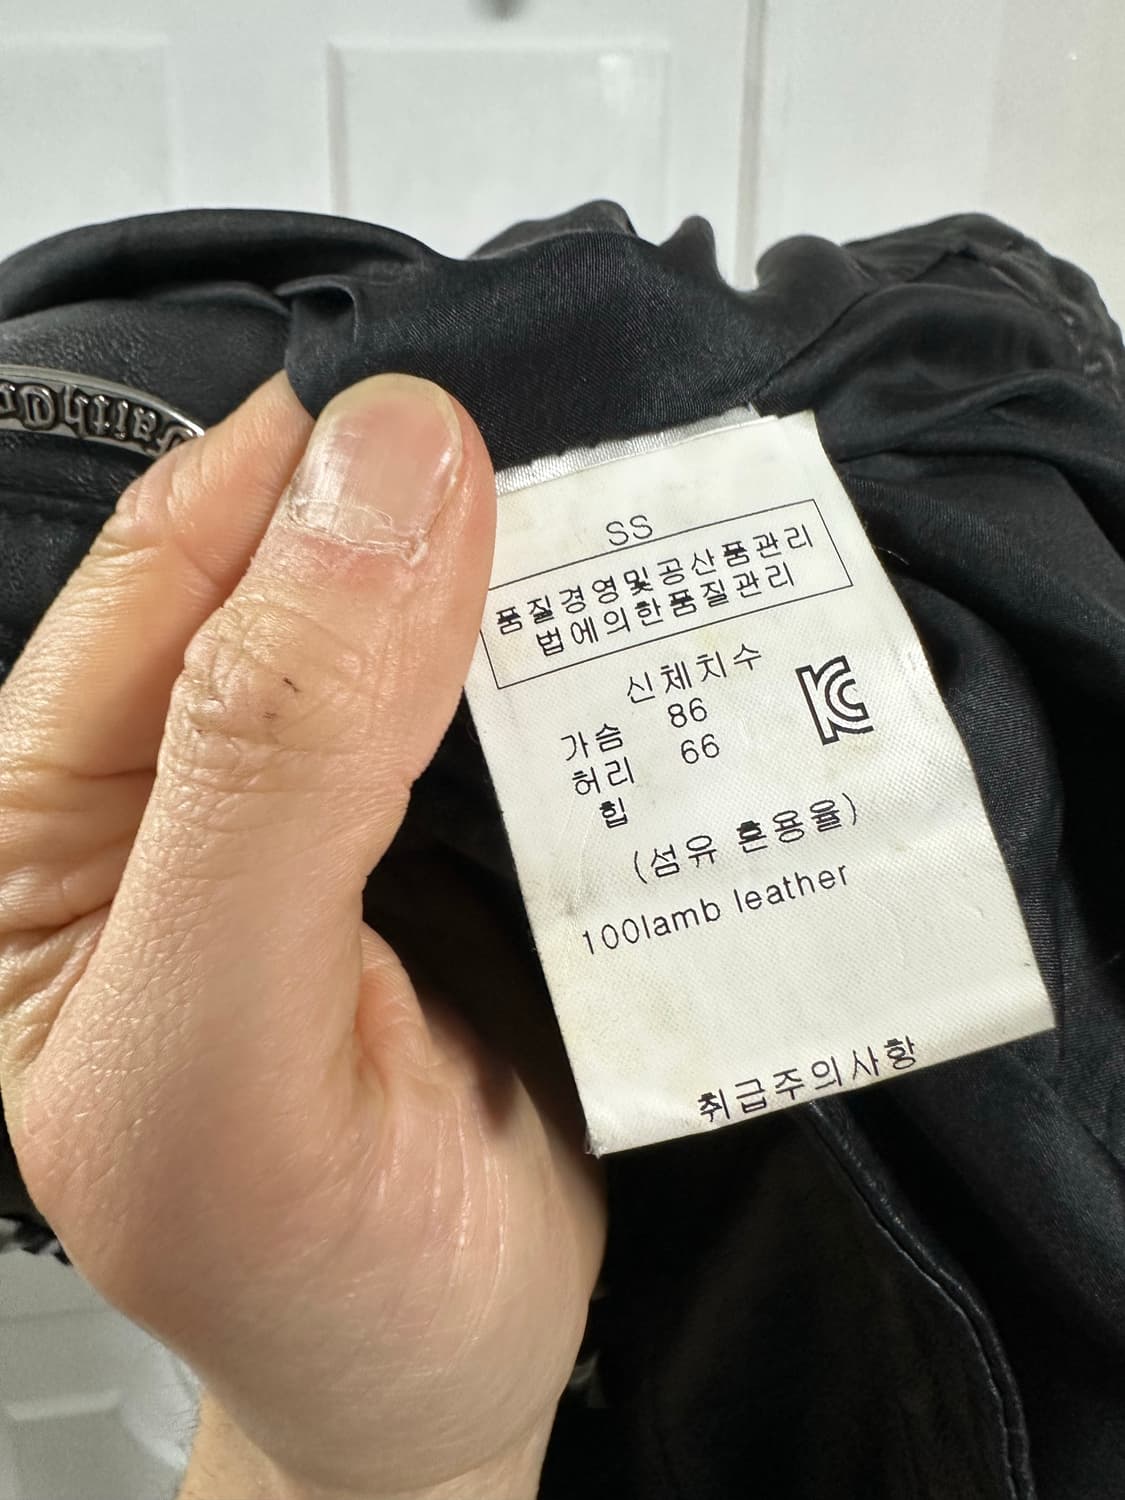 SS
품질경영및공산품관리
법에의한품질관리
신체치수
가슴 86
허리 66
힙
(섬유 혼용율)
100lamb leather
취급주의사항